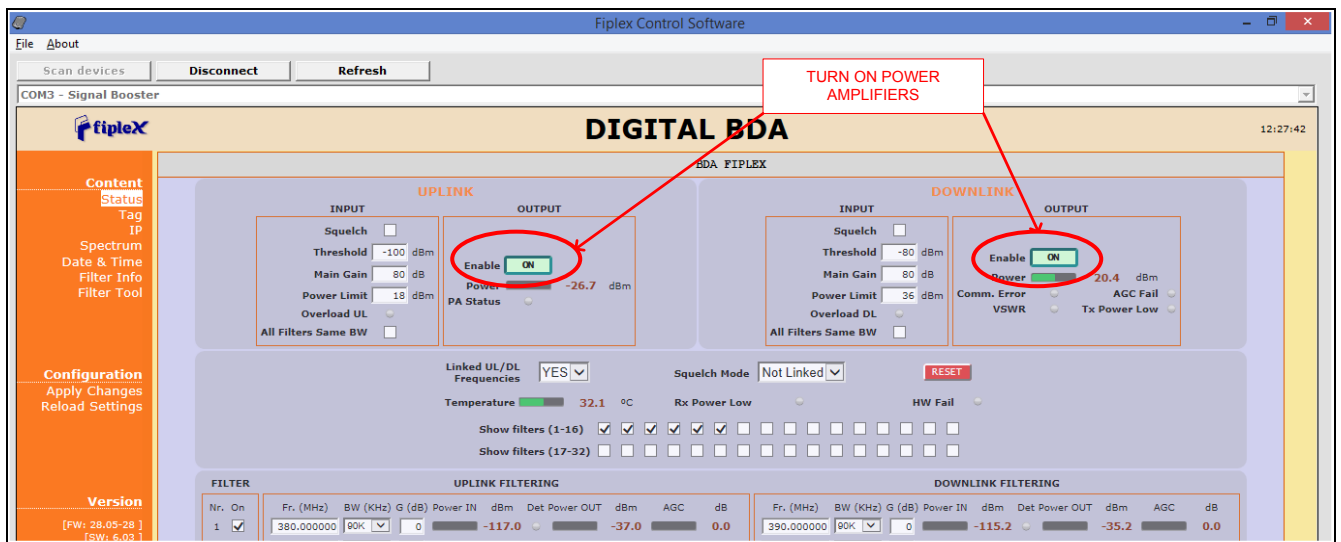 Fiplex Control Software
File About
Scan devices Disconnect Refresh
COM3 - Signal Booster
TURN ON POWER
AMPLIFIERS
fipleX
DIGITAL BDA
12:27:42
BDA FIPLEX
Content
Status
Tag
IP
Spectrum
Date & Time
Filter Info
Filter Tool
Configuration
Apply Changes
Reload Settings
Version
[FW: 28.05-28 ]
[SW: 6.03 ]
UPLINK
INPUT OUTPUT
Squelch
Threshold -100 dBm
Main Gain 80 dB
Power Limit 18 dBm
Overload UL
All Filters Same BW
Enable ON
Power -26.7 dBm
PA Status
DOWNLINK
INPUT OUTPUT
Squelch
Threshold -80 dBm
Main Gain 80 dB
Power Limit 36 dBm
Overload DL
All Filters Same BW
Enable ON
Power 20.4 dBm
Comm. Error AGC Fail
VSWR Tx Power Low
Linked UL/DL
Frequencies YES Squelch Mode Not Linked RESET
Temperature 32.1 ºC Rx Power Low HW Fail
Show filters (1-16)
Show filters (17-32)
FILTER UPLINK FILTERING DOWNLINK FILTERING
Nr. On Fr. (MHz) BW (KHz) G (dB) Power IN dBm Det Power OUT dBm AGC dB Fr. (MHz) BW (KHz) G (dB) Power IN dBm Det Power OUT dBm AGC dB
1 380.000000 90K 0 -117.0 -37.0 0.0 390.000000 90K 0 -115.2 -35.2 0.0